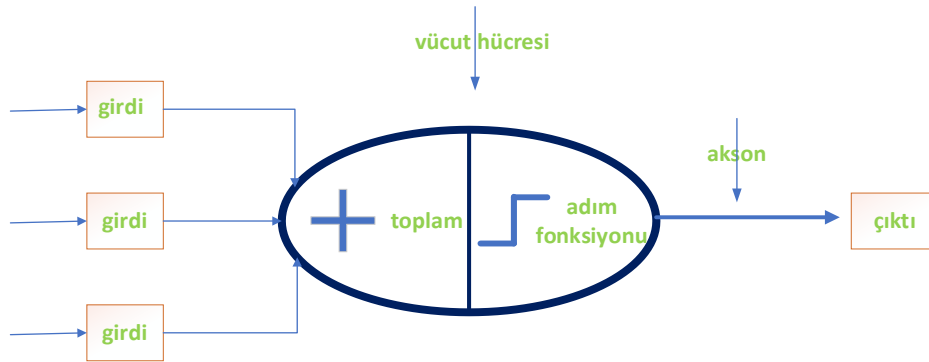 vücut hücresi
girdi
akson
girdi
toplam
adım
fonksiyonu
çıktı
girdi